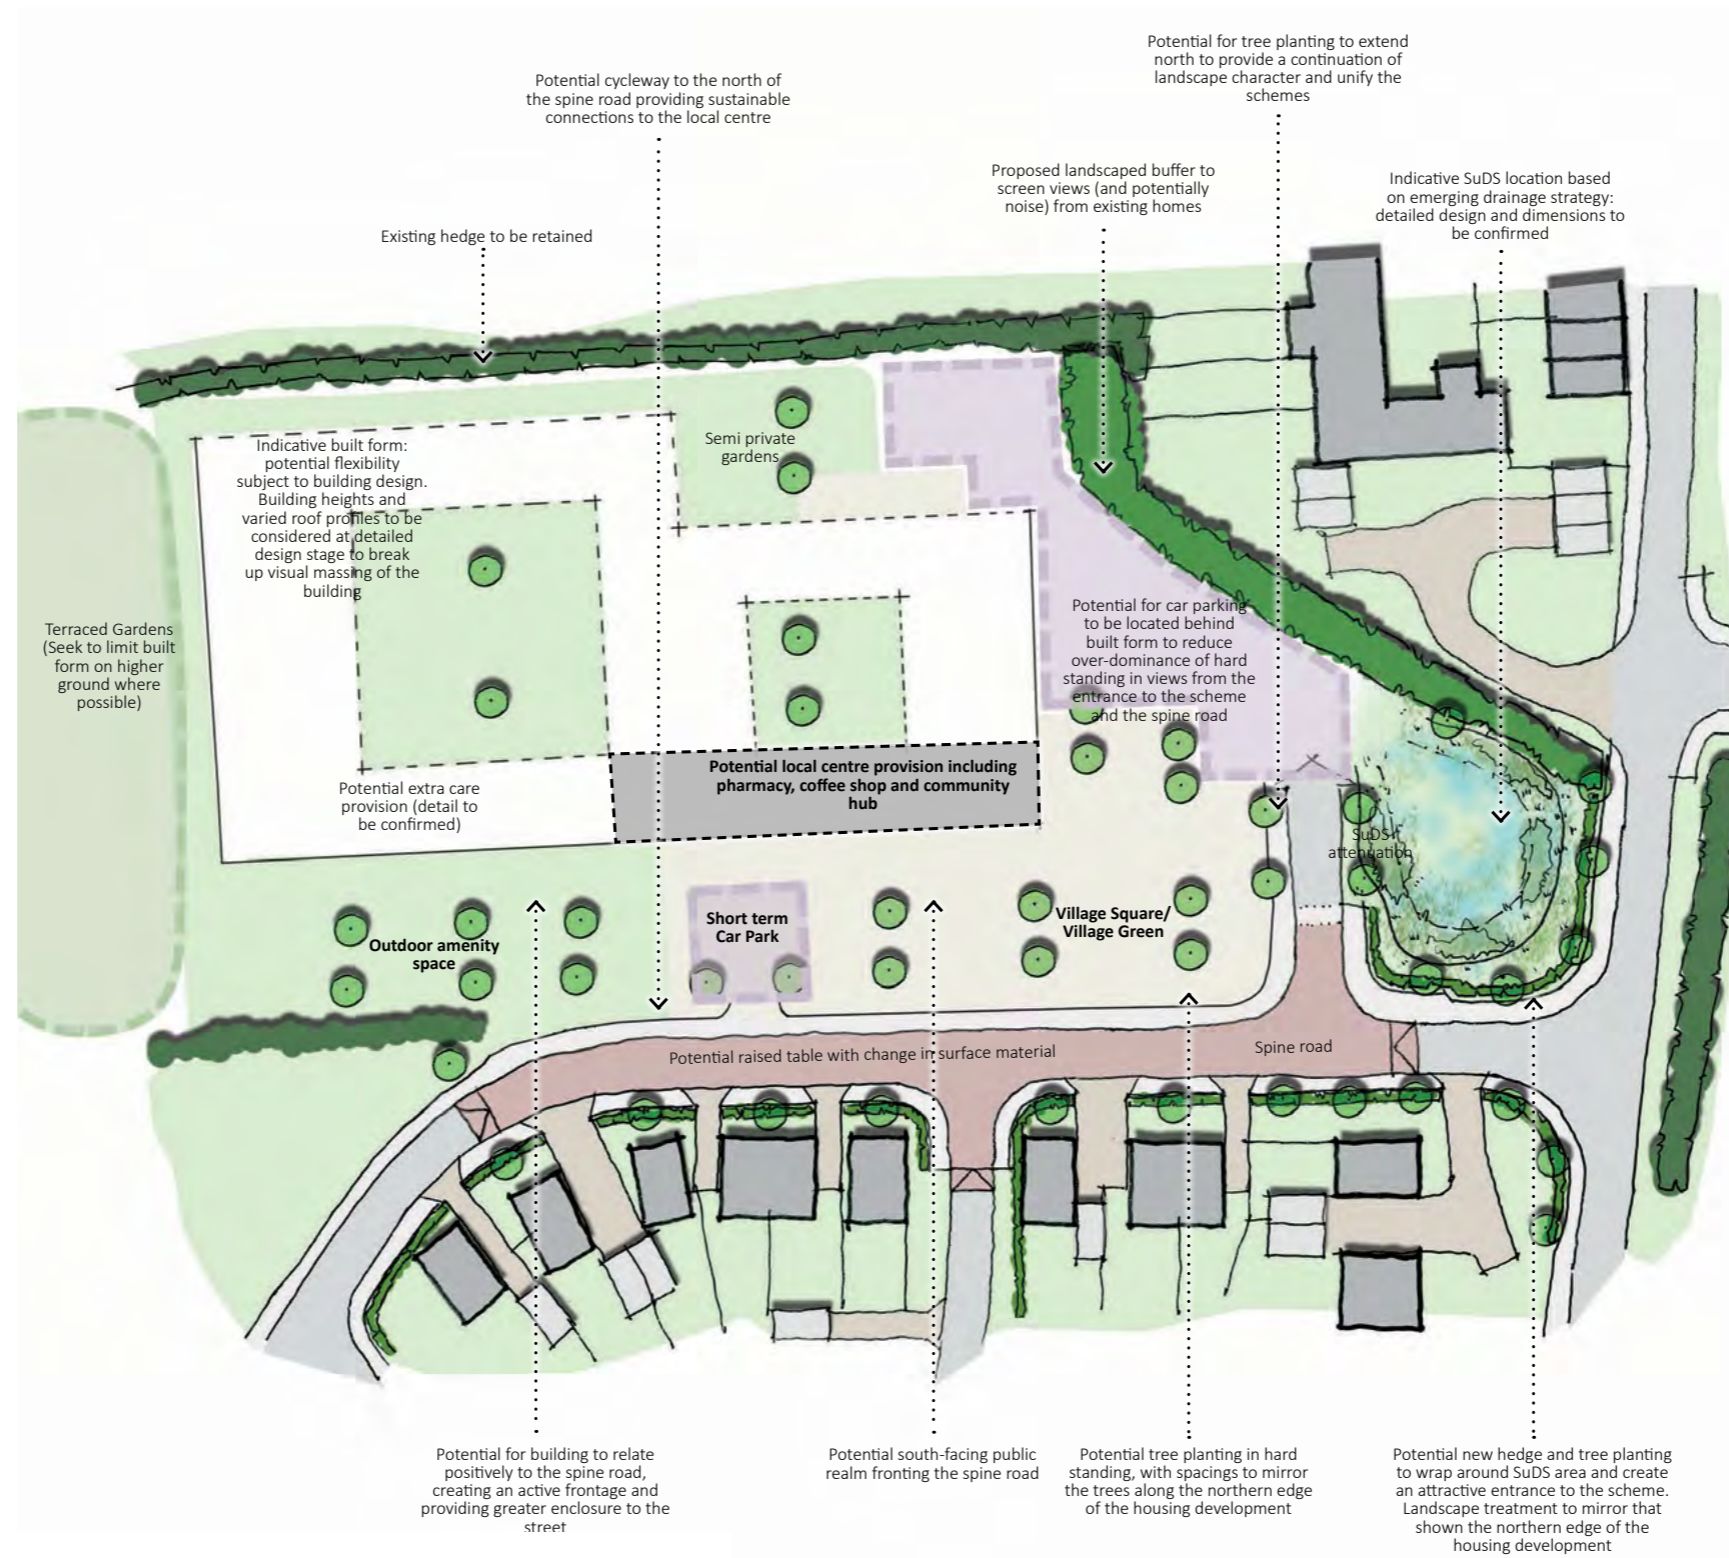 Potential for tree planting to extend
north to provide a continuation of
landscape character and unify the
schemes
Potential cycleway to the north of
the spine road providing sustainable
connections to the local centre
Proposed landscaped buffer to
screen views (and potentially
noise) from existing homes
Indicative SuDS location based
on emerging drainage strategy:
detailed design and dimensions to
be confirmed
Existing hedge to be retained
Indicative built form:
potential flexibility
subject to building design.
Building heights and
varied roof profiles to be
considered at detailed
design stage to break
up visual massing of the
building
Semi private
gardens
Terraced Gardens
(Seek to limit built
form on higher
ground where
possible)
Potential for car parking
to be located behind
built form to reduce
over-dominance of hard
standing in views from the
entrance to the scheme
and the spine road
Potential local centre provision including
pharmacy, coffee shop and community
hub
Potential extra care
provision (detail to
be confirmed)
SuDS
attenuation
Outdoor amenity
space
Short term
Car Park
Village Square/
Village Green
Potential raised table with change in surface material
Spine road
Potential for building to relate
positively to the spine road,
creating an active frontage and
providing greater enclosure to the
street
Potential south-facing public
realm fronting the spine road
Potential tree planting in hard
standing, with spacings to mirror
the trees along the northern edge
of the housing development
Potential new hedge and tree planting
to wrap around SuDS area and create
an attractive entrance to the scheme.
Landscape treatment to mirror that
shown the northern edge of the
housing development